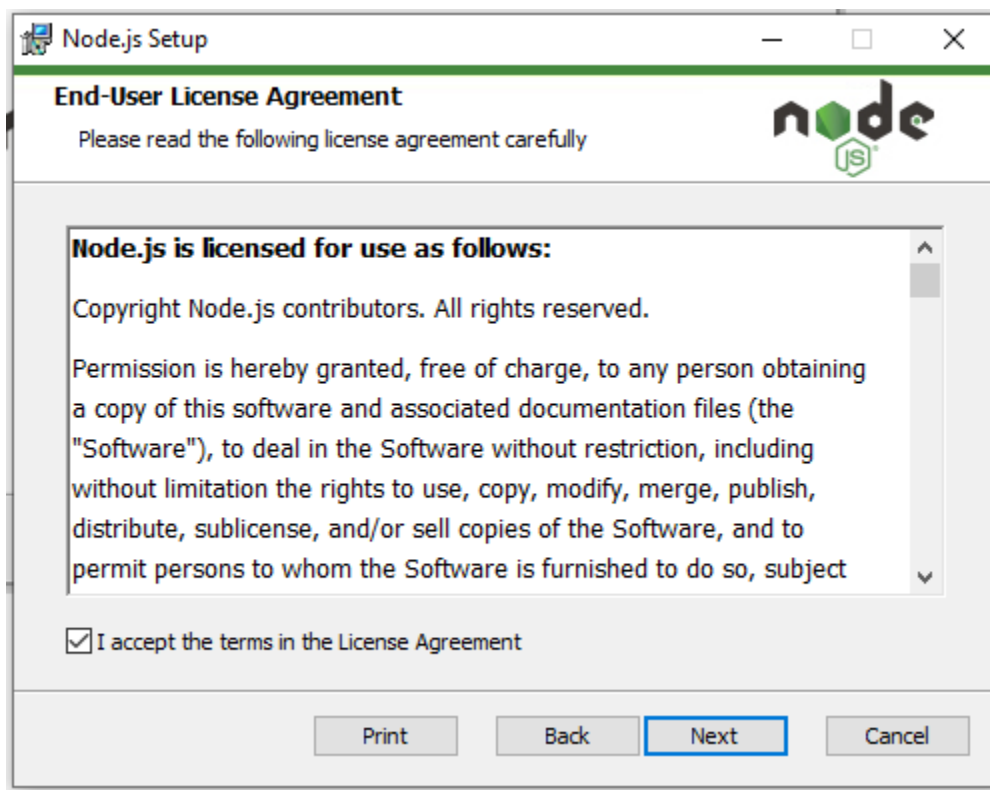 Node.js Setup
End-User License Agreement
Please read the following license agreement carefully
node
JS
Node.js is licensed for use as follows:
Copyright Node.js contributors. All rights reserved.
Permission is hereby granted, free of charge, to any person obtaining
a copy of this software and associated documentation files (the
"Software"), to deal in the Software without restriction, including
without limitation the rights to use, copy, modify, merge, publish,
distribute, sublicense, and/or sell copies of the Software, and to
permit persons to whom the Software is furnished to do so, subject
I accept the terms in the License Agreement
Print Back Next Cancel